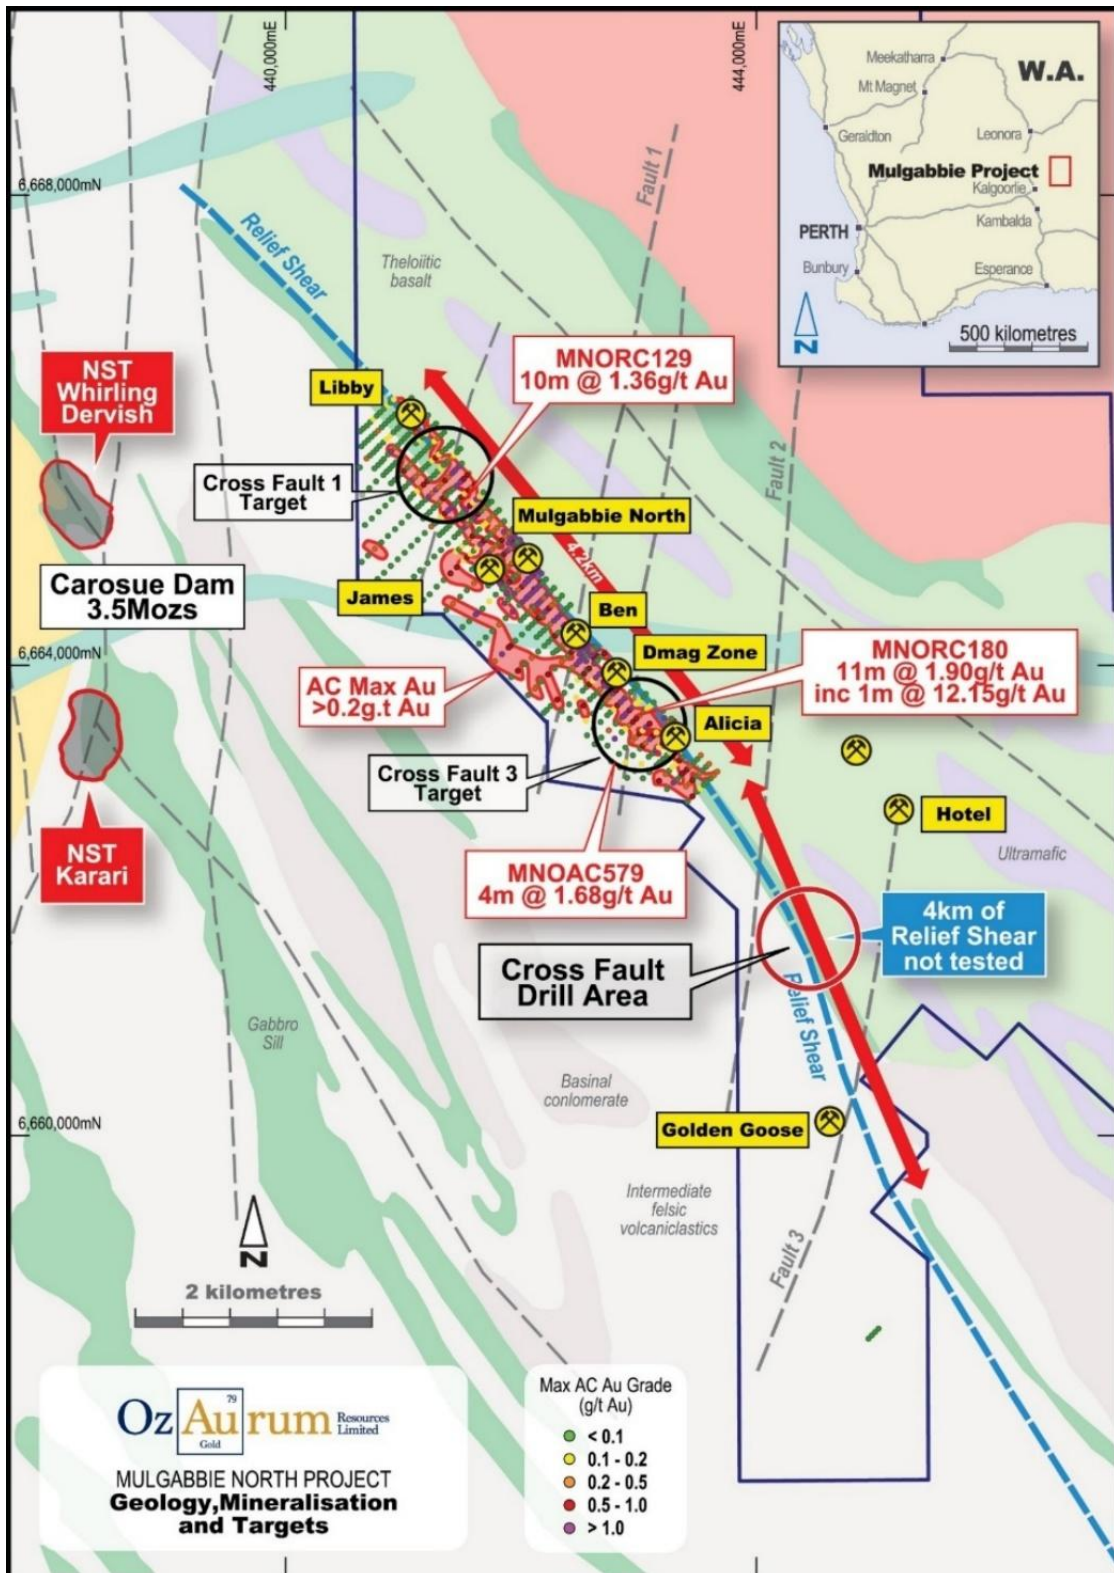 440,000mE
444,000mE
6,668,000mN
6,664,000mN
6,660,000mN
Meekatharra
W.A.
Mt Magnet
Geraldton
Leonora
Mulgabbie Project
Kalgoorlie
PERTH
Kambalda
Bunbury
Esperance
N
500 kilometres
Fault 1
Relief Shear
Theloiitic
basalt
NST
Whirling
Dervish
Libby
MNORC129
10m @ 1.36g/t Au
Fault 2
Cross Fault 1
Target
Mulgabbie North
4.2km
Carosue Dam
3.5Mozs
James
Ben
Dmag Zone
MNORC180
11m @ 1.90g/t Au
inc 1m @ 12.15g/t Au
AC Max Au
>0.2g.t Au
Alicia
Cross Fault 3
Target
Hotel
NST
Karari
MNOAC579
4m @ 1.68g/t Au
Ultramafic
4km of
Relief Shear
not tested
Cross Fault
Drill Area
Relief Shear
Gabbro
Sill
Basinal
conlomerate
Golden Goose
Intermediate
felsic
volcaniclastics
Fault 3
N
2 kilometres
Max AC Au Grade
(g/t Au)
< 0.1
0.1 - 0.2
0.2 - 0.5
0.5 - 1.0
> 1.0
79
Oz Aurum Resources
Limited
Gold
MULGABBIE NORTH PROJECT
Geology,Mineralisation
and Targets